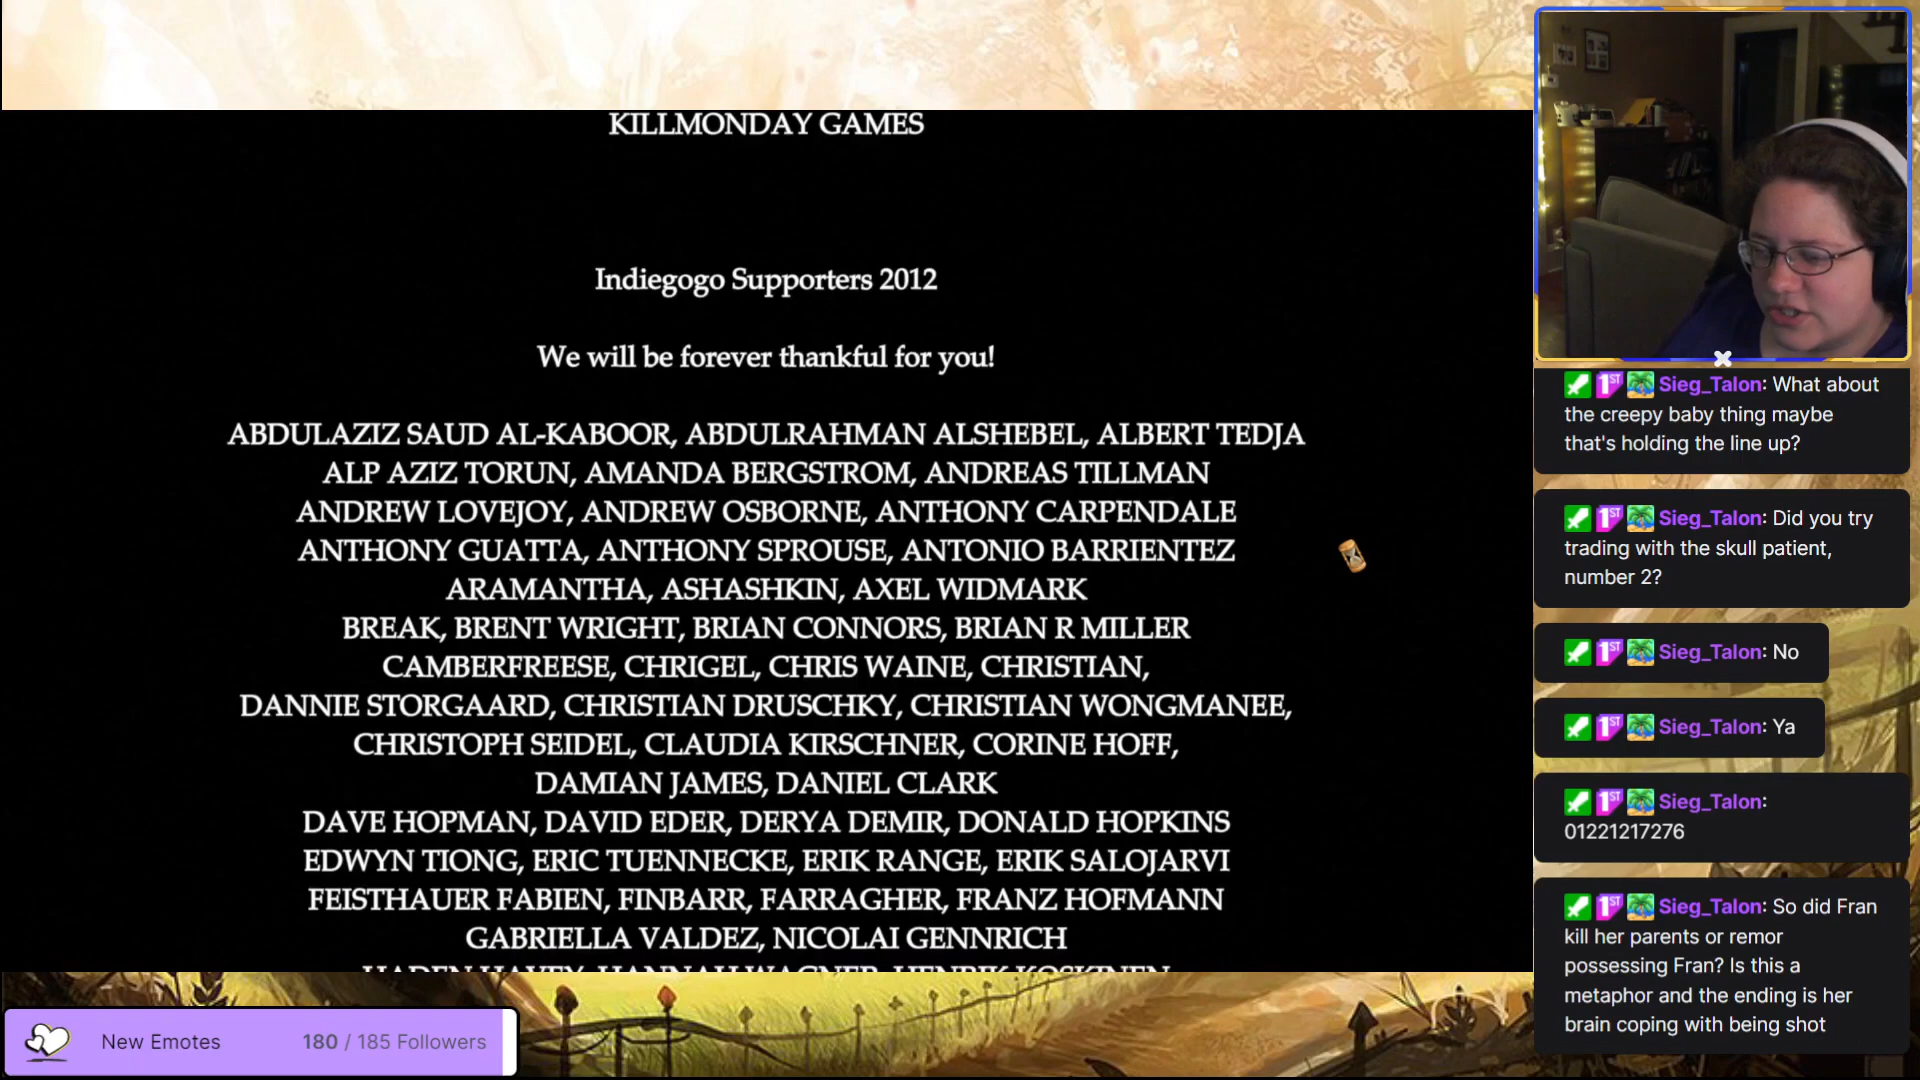 KILLMONDAY GAMES
Indiegogo Supporters 2012
We will be forever thankful for you!
ABDULAZIZ SAUD AL-KABOOR, ABDULRAHMAN ALSHEBEL, ALBERT TEDJA
ALP AZIZ TORUN, AMANDA BERGSTROM, ANDREAS TILLMAN
ANDREW LOVEJOY, ANDREW OSBORNE, ANTHONY CARPENDALE
ANTHONY GUATTA, ANTHONY SPROUSE, ANTONIO BARRIENTEZ
ARAMANTHA, ASHASHKIN, AXEL WIDMARK
BREAK, BRENT WRIGHT, BRIAN CONNORS, BRIAN R MILLER
CAMBERFREESE, CHRIGEL, CHRIS WAINE, CHRISTIAN,
DANNIE STORGAARD, CHRISTIAN DRUSCHKY, CHRISTIAN WONGMANEE,
CHRISTOPH SEIDEL, CLAUDIA KIRSCHNER, CORINE HOFF,
DAMIAN JAMES, DANIEL CLARK
DAVE HOPMAN, DAVID EDER, DERYA DEMIR, DONALD HOPKINS
EDWYN TIONG, ERIC TUENNECKE, ERIK RANGE, ERIK SALOJARVI
FEISTHAUER FABIEN, FINBARR, FARRAGHER, FRANZ HOFMANN
GABRIELLA VALDEZ, NICOLAI GENNRICH
New Emotes 180 / 185 Followers
1ST Sieg_Talon: What about
the creepy baby thing maybe
that's holding the line up?
1ST Sieg_Talon: Did you try
trading with the skull patient,
number 2?
1ST Sieg_Talon: No
1ST Sieg_Talon: Ya
1ST Sieg_Talon:
01221217276
1ST Sieg_Talon: So did Fran
kill her parents or remor
possessing Fran? Is this a
metaphor and the ending is her
brain coping with being shot